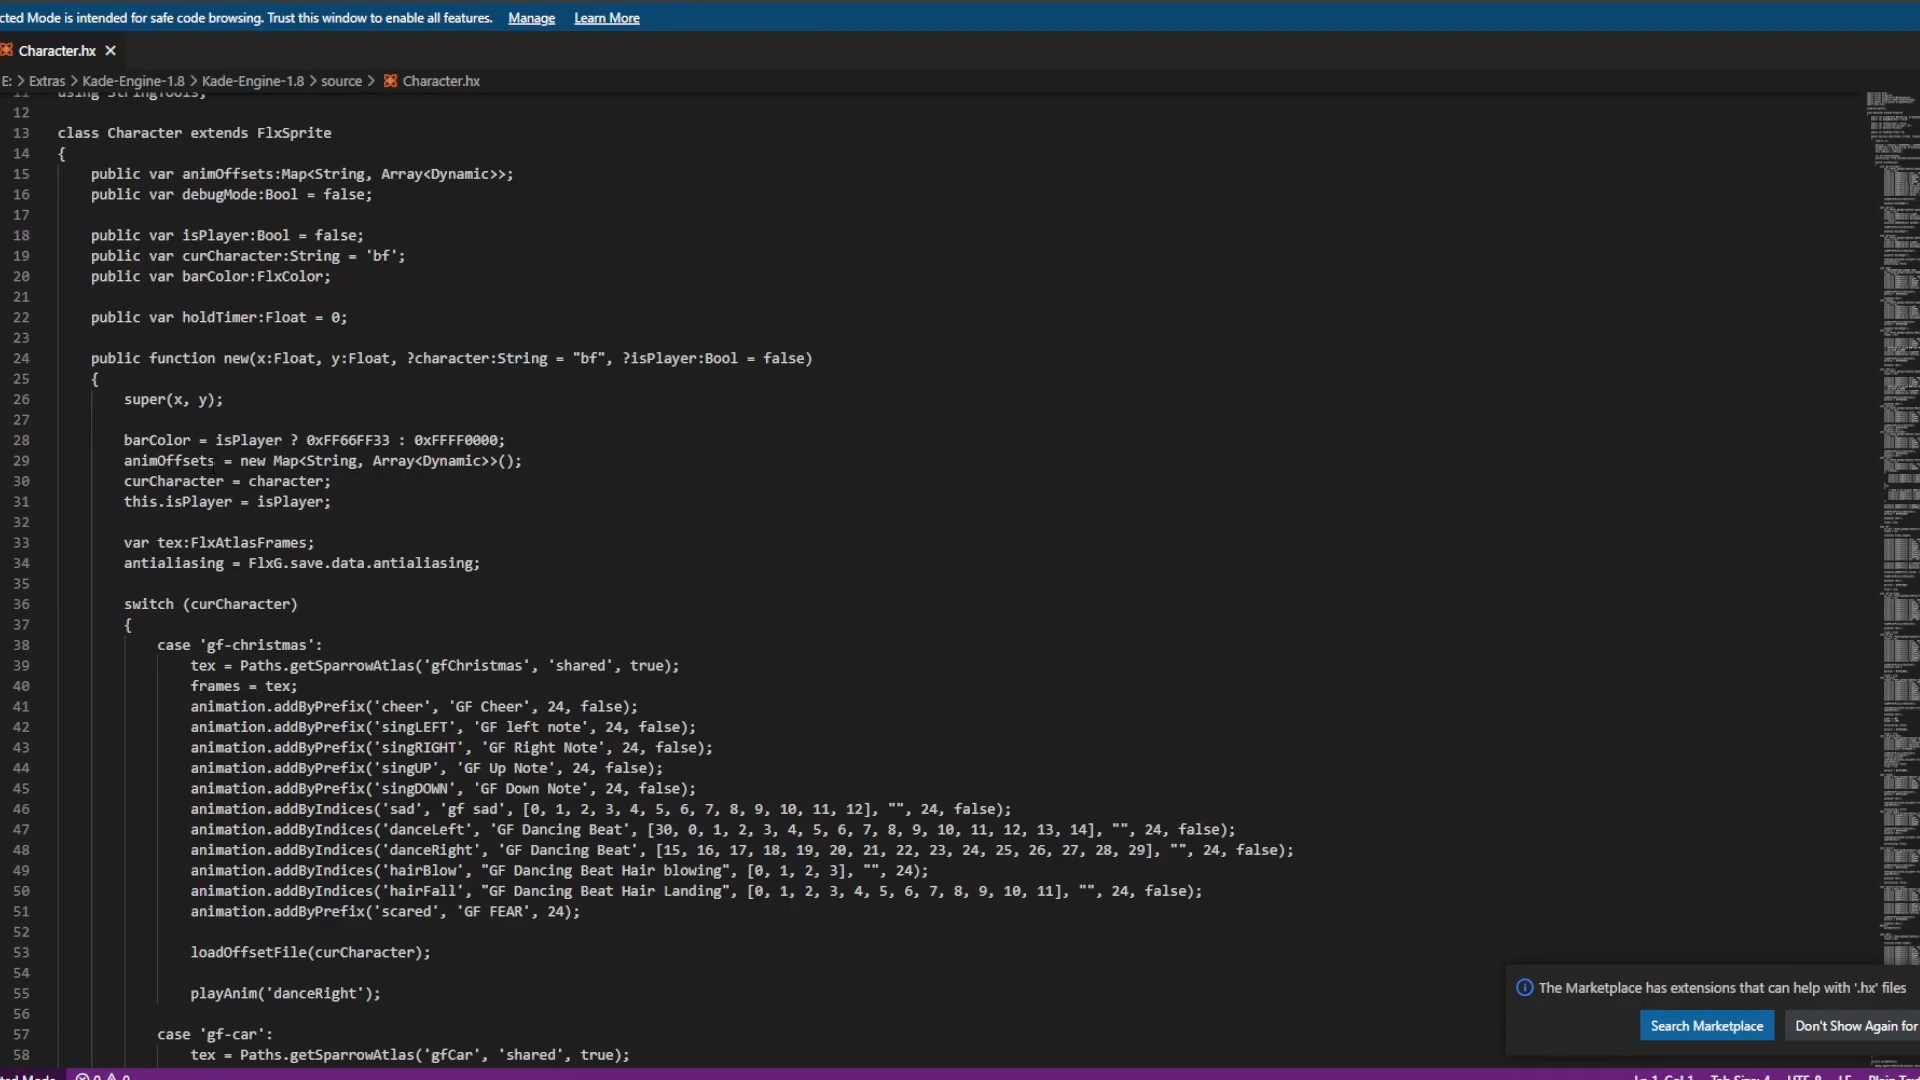 cted Mode is intended for safe code browsing. Trust this window to enable all features. Manage Learn More
Character.hx
E: > Extras > Kade-Engine-1.8 > Kade-Engine-1.8 > source > Character.hx
11 using StringTools;
12
13 class Character extends FlxSprite
14 {
15 public var animOffsets:Map<String, Array<Dynamic>>;
16 public var debugMode:Bool = false;
17
18 public var isPlayer:Bool = false;
19 public var curCharacter:String = 'bf';
20 public var barColor:FlxColor;
21
22 public var holdTimer:Float = 0;
23
24 public function new(x:Float, y:Float, ?character:String = "bf", ?isPlayer:Bool = false)
25 {
26 super(x, y);
27
28 barColor = isPlayer ? 0xFF66FF33 : 0xFFFF0000;
29 animOffsets = new Map<String, Array<Dynamic>>();
30 curCharacter = character;
31 this.isPlayer = isPlayer;
32
33 var tex:FlxAtlasFrames;
34 antialiasing = FlxG.save.data.antialiasing;
35
36 switch (curCharacter)
37 {
38 case 'gf-christmas':
39 tex = Paths.getSparrowAtlas('gfChristmas', 'shared', true);
40 frames = tex;
41 animation.addByPrefix('cheer', 'GF Cheer', 24, false);
42 animation.addByPrefix('singLEFT', 'GF left note', 24, false);
43 animation.addByPrefix('singRIGHT', 'GF Right Note', 24, false);
44 animation.addByPrefix('singUP', 'GF Up Note', 24, false);
45 animation.addByPrefix('singDOWN', 'GF Down Note', 24, false);
46 animation.addByIndices('sad', 'gf sad', [0, 1, 2, 3, 4, 5, 6, 7, 8, 9, 10, 11, 12], "", 24, false);
47 animation.addByIndices('danceLeft', 'GF Dancing Beat', [30, 0, 1, 2, 3, 4, 5, 6, 7, 8, 9, 10, 11, 12, 13, 14], "", 24, false);
48 animation.addByIndices('danceRight', 'GF Dancing Beat', [15, 16, 17, 18, 19, 20, 21, 22, 23, 24, 25, 26, 27, 28, 29], "", 24, false);
49 animation.addByIndices('hairBlow', "GF Dancing Beat Hair blowing", [0, 1, 2, 3], "", 24);
50 animation.addByIndices('hairFall', "GF Dancing Beat Hair Landing", [0, 1, 2, 3, 4, 5, 6, 7, 8, 9, 10, 11], "", 24, false);
51 animation.addByPrefix('scared', 'GF FEAR', 24);
52
53 loadOffsetFile(curCharacter);
54
55 playAnim('danceRight');
56
57 case 'gf-car':
58 tex = Paths.getSparrowAtlas('gfCar', 'shared', true);
The Marketplace has extensions that can help with '.hx' files
Search Marketplace Don't Show Again for